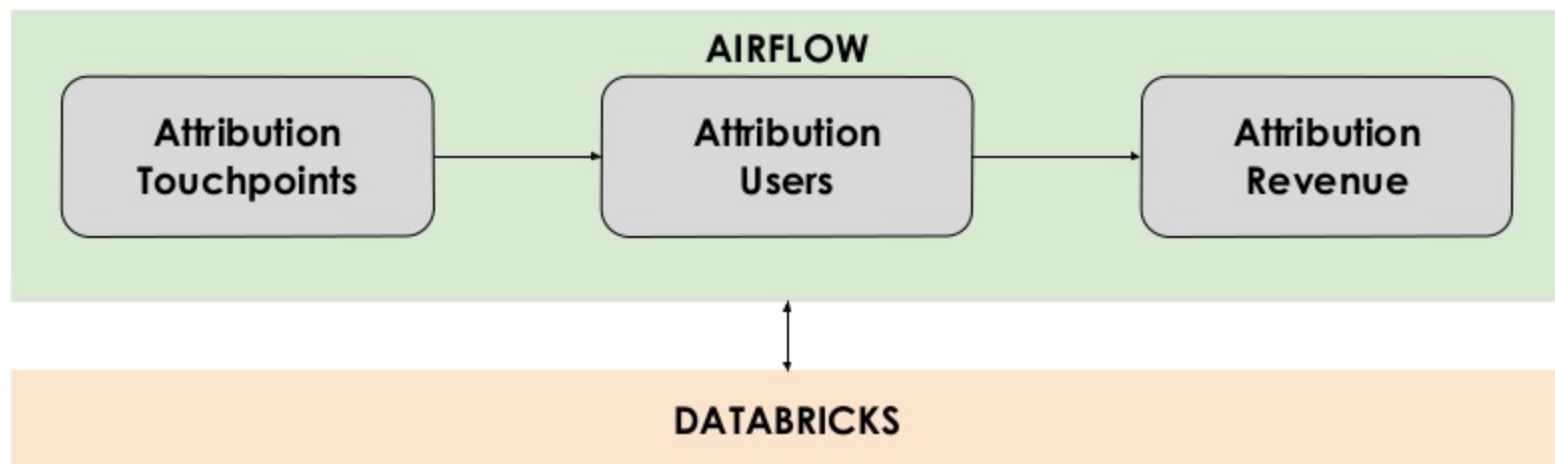 AIRFLOW
Attribution
Touchpoints
Attribution
Users
Attribution
Revenue
DATABRICKS